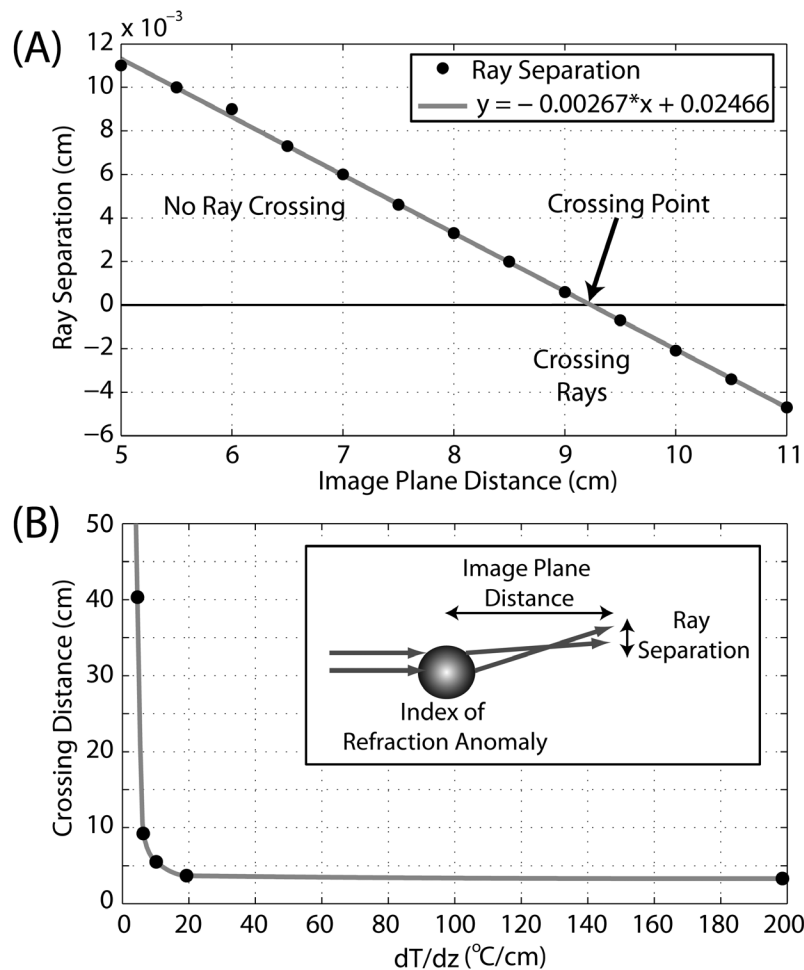 (A)
x 10⁻³
12
10
8
6
4
2
0
−2
−4
−6
Ray Separation (cm)
Ray Separation
y = − 0.00267*x + 0.02466
No Ray Crossing
Crossing Point
Crossing
Rays
5 6 7 8 9 10 11
Image Plane Distance (cm)
(B)
50
40
30
20
10
0
Crossing Distance (cm)
Image Plane
Distance
Ray
Separation
Index of
Refraction Anomaly
0 20 40 60 80 100 120 140 160 180 200
dT/dz (°C/cm)